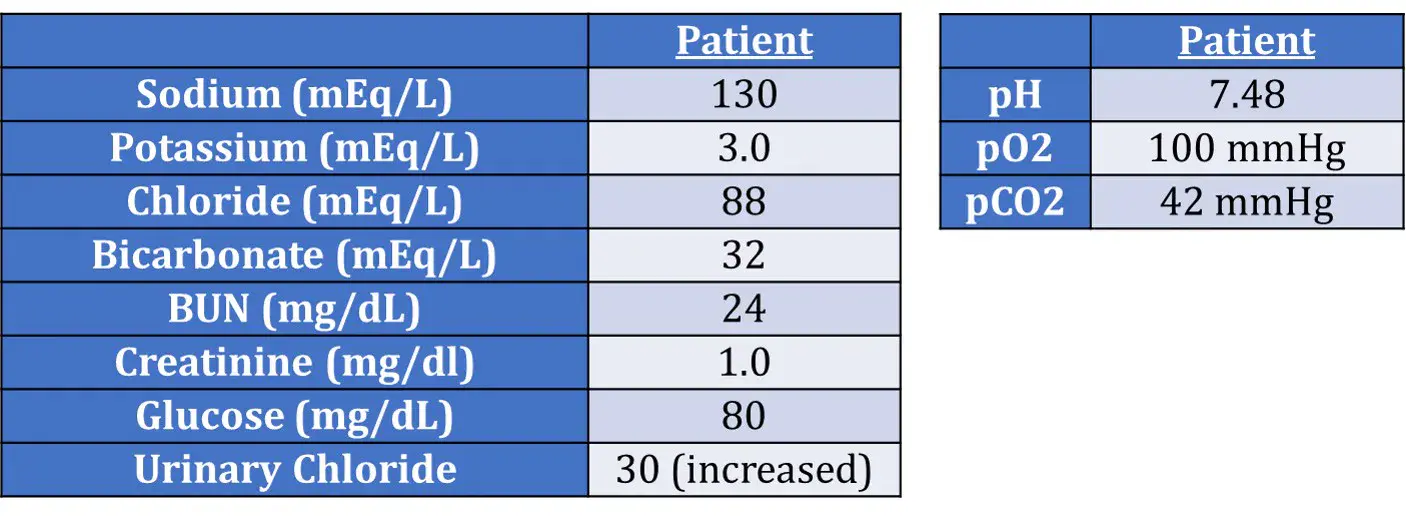 Patient
Sodium (mEq/L) 130
Potassium (mEq/L) 3.0
Chloride (mEq/L) 88
Bicarbonate (mEq/L) 32
BUN (mg/dL) 24
Creatinine (mg/dl) 1.0
Glucose (mg/dL) 80
Urinary Chloride 30 (increased)
Patient
pH 7.48
pO2 100 mmHg
pCO2 42 mmHg